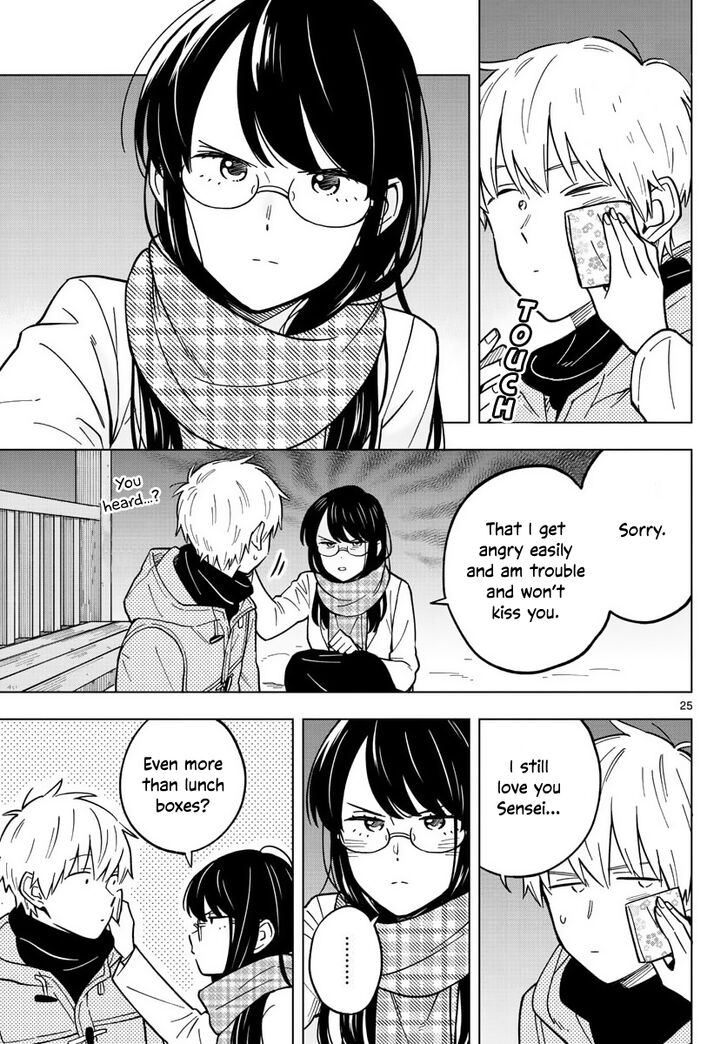 TOUCH
Sorry.
That I get
angry easily
and am trouble
and won't
kiss you.
You
heard...?
25
I still
love you
Sensei...
.......
Even more
than lunch
boxes?